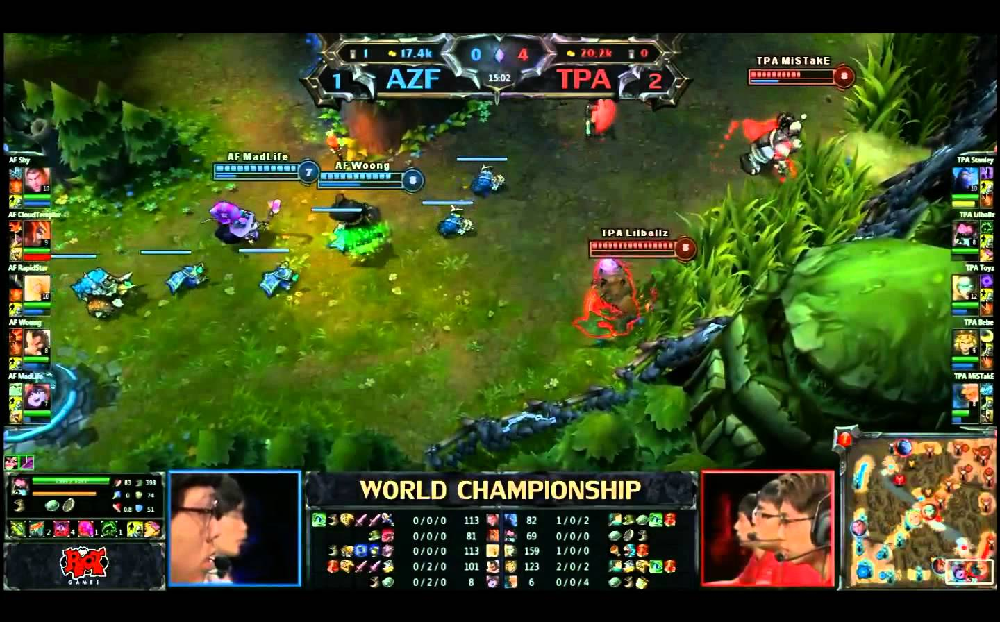 1 17.4k 0 4 20.2k 0
1 AZF 15:02 TPA 2
TPA MiSTakE
8
AF MadLife
7
AF Woong
8
TPA Lilballz
8
AF Shy
10
AF CloudTemplar
9
AF RapidStar
10
AF Woong
8
AF MadLife
7
TPA Stanley
10
TPA Lilballz
8
TPA Toyz
12
TPA Bebe
9
TPA MiSTakE
8
83 398
0 74
0.8 51
2 4 1 1
RIOT
GAMES
WORLD CHAMPIONSHIP
0/0/0 113 82 1/0/2
0/0/0 81 69 0/0/0
0/0/0 113 159 1/0/0
0/2/0 101 123 2/0/2
0/2/0 8 6 0/0/4